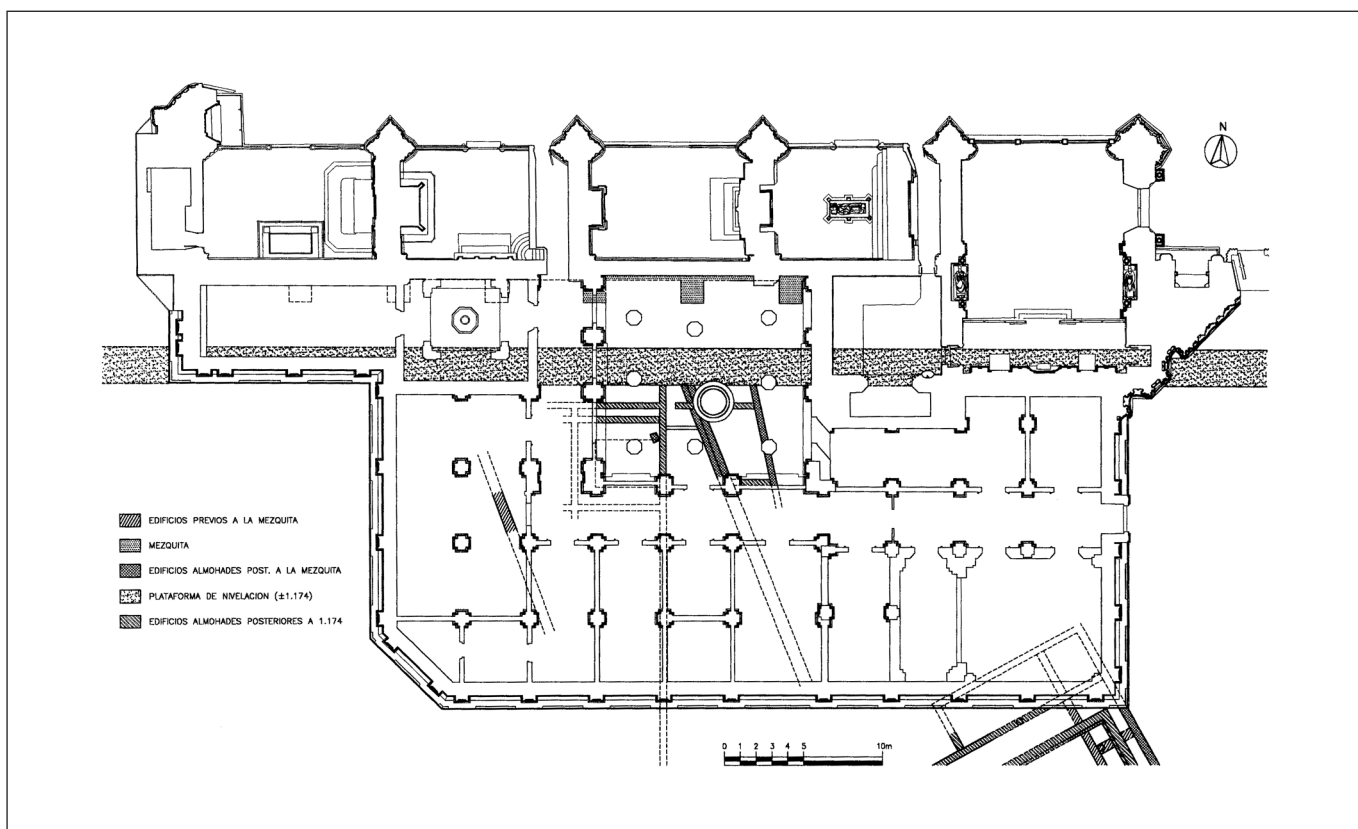 N
EDIFICIOS PREVIOS A LA MEZQUITA
MEZQUITA
EDIFICIOS ALMOHADES POST. A LA MEZQUITA
PLATAFORMA DE NIVELACION (±1.174)
EDIFICIOS ALMOHADES POSTERIORES A 1.174
0 1 2 3 4 5 10m